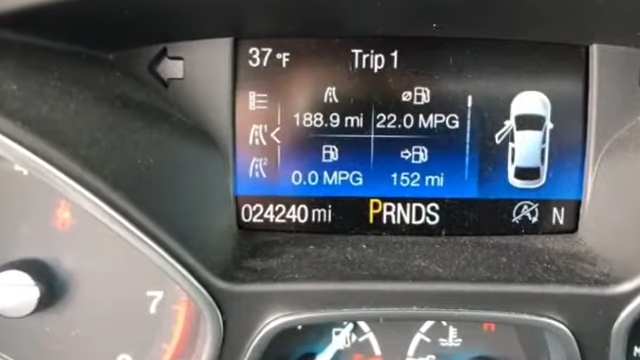 37 °F Trip 1
188.9 mi 22.0 MPG
0.0 MPG 152 mi
024240 mi PRNDS N
7